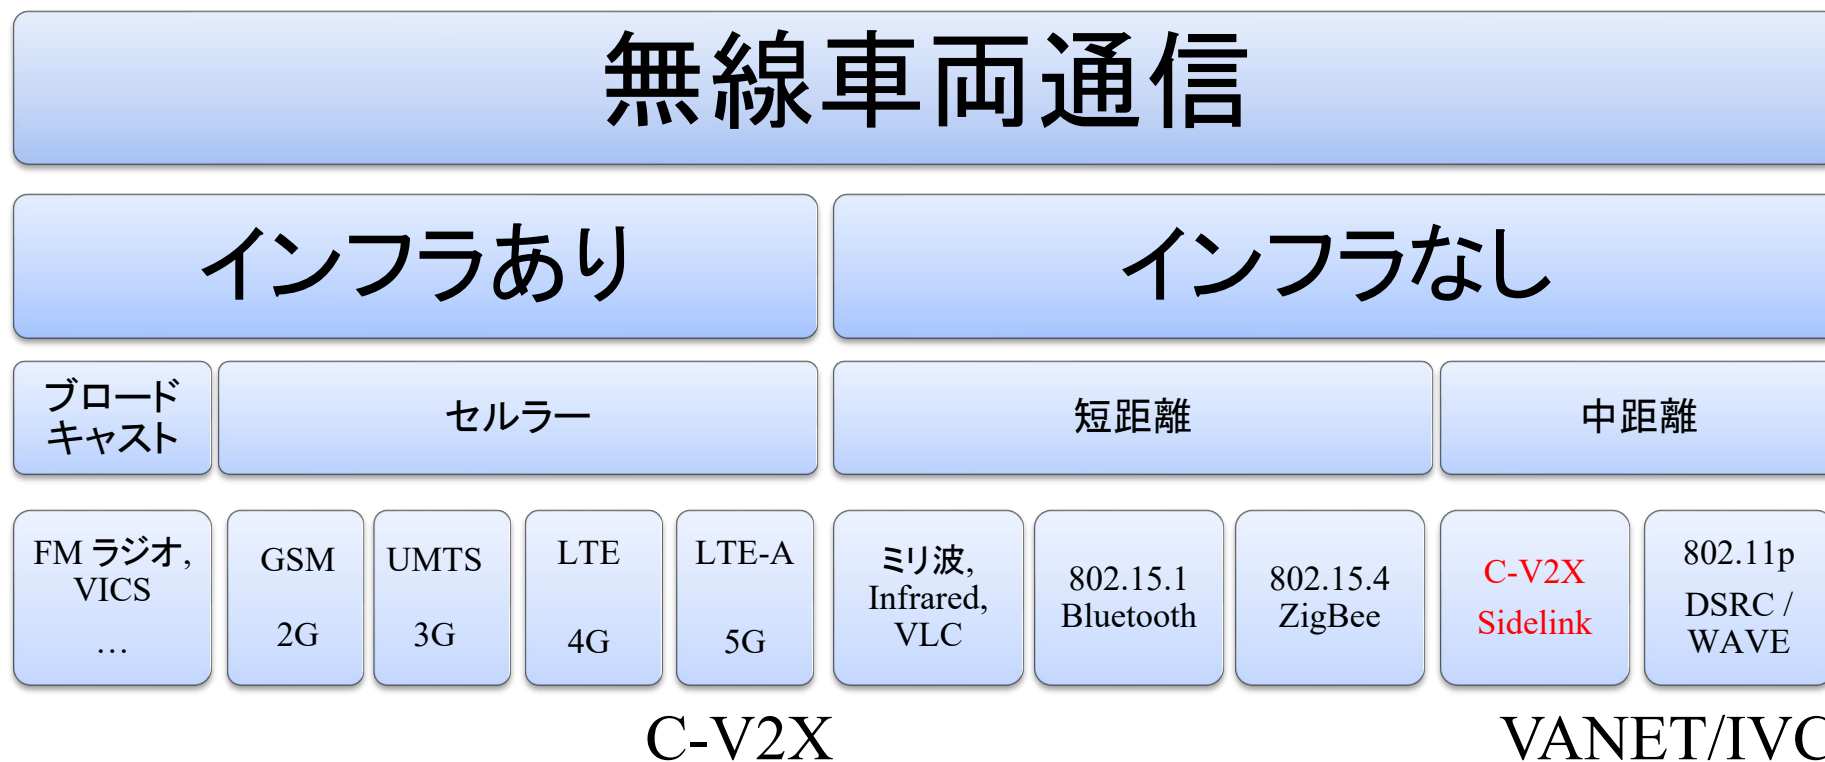 無線車両通信
インフラあり
インフラなし
ブロード
キャスト
セルラー
短距離
中距離
FM ラジオ,
VICS
…
GSM
2G
UMTS
3G
LTE
4G
LTE-A
5G
ミリ波,
Infrared,
VLC
802.15.1
Bluetooth
802.15.4
ZigBee
C-V2X
Sidelink
802.11p
DSRC /
WAVE
C-V2X
VANET/IVC